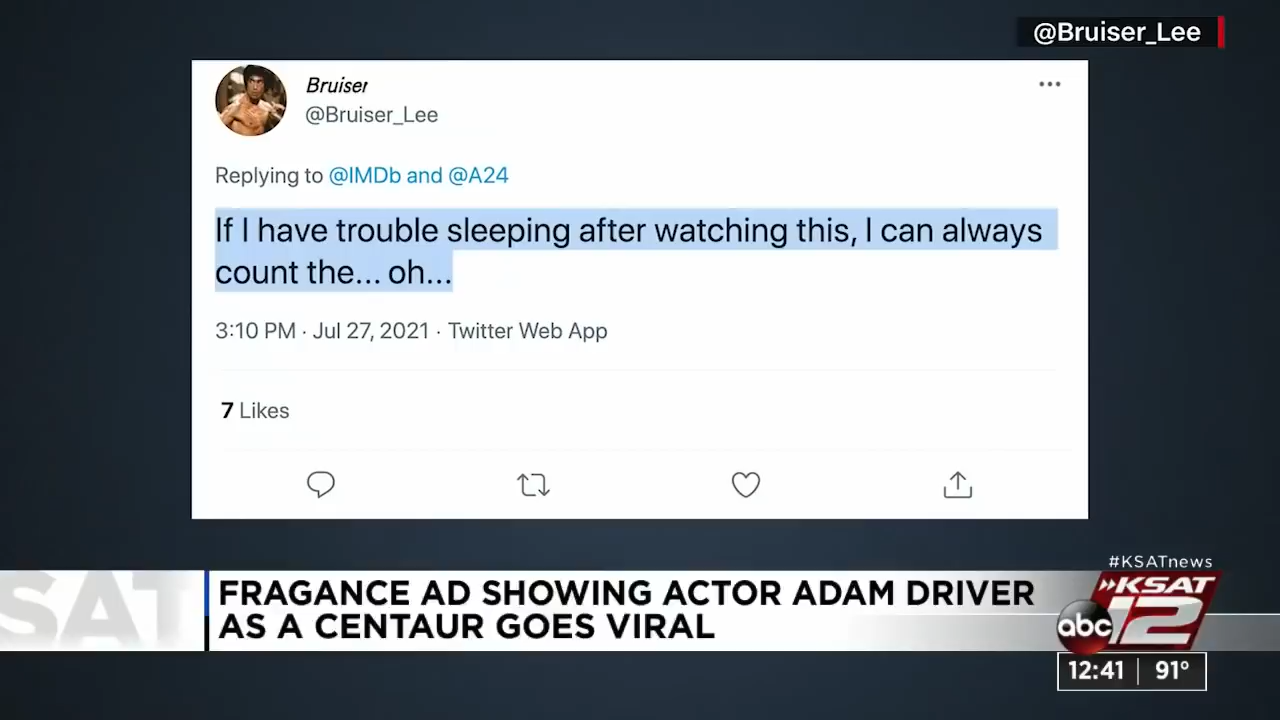 @Bruiser_Lee
Bruiser
@Bruiser_Lee
Replying to @IMDb and @A24
If I have trouble sleeping after watching this, I can always
count the... oh...
3:10 PM · Jul 27, 2021 · Twitter Web App
7 Likes
#KSATnews
SAT
FRAGANCE AD SHOWING ACTOR ADAM DRIVER
AS A CENTAUR GOES VIRAL
KSAT
abc 12
12:41 91°